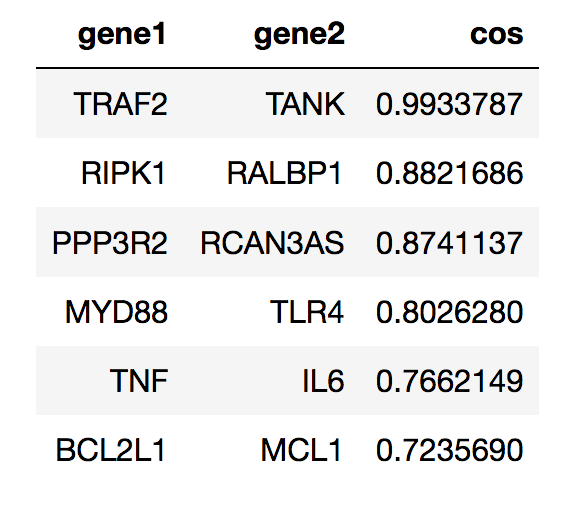 gene1 gene2 cos
TRAF2 TANK 0.9933787
RIPK1 RALBP1 0.8821686
PPP3R2 RCAN3AS 0.8741137
MYD88 TLR4 0.8026280
TNF IL6 0.7662149
BCL2L1 MCL1 0.7235690